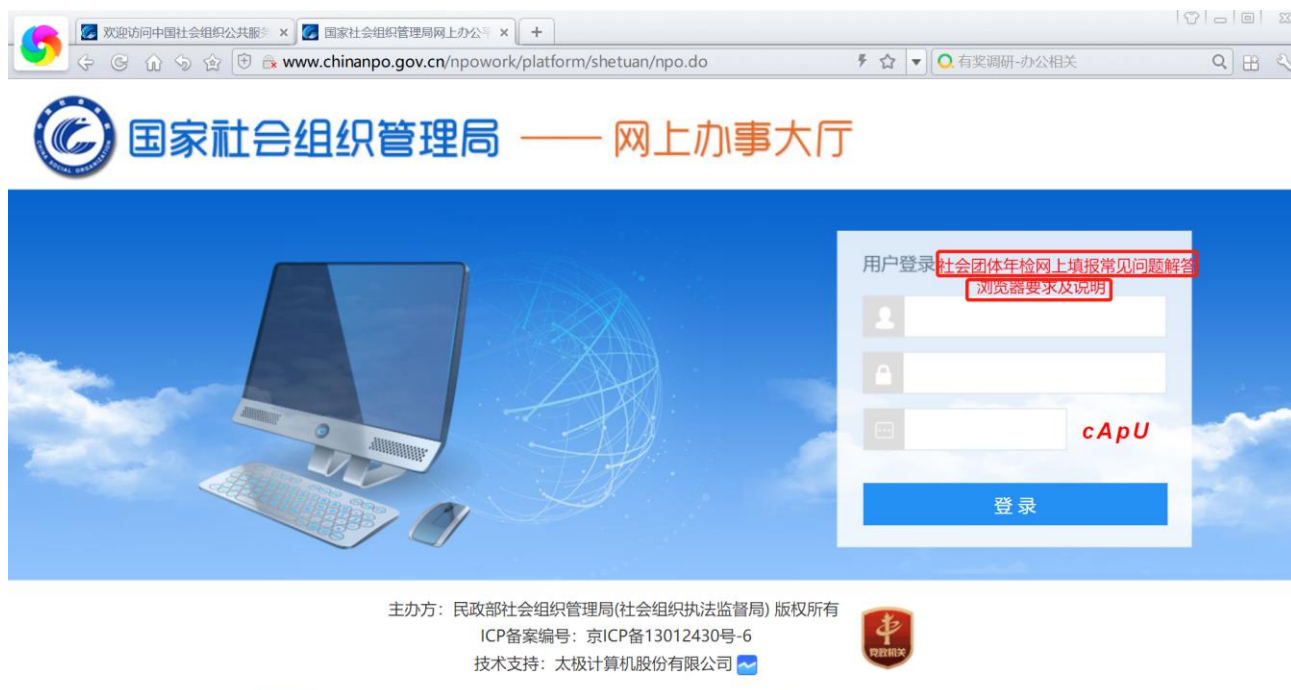 欢迎访问中国社会组织公共服 × 国家社会组织管理局网上办公平 × +
www.chinanpo.gov.cn/npowork/platform/shetuan/npo.do 有奖调研-办公相关
CHINA SOCIAL ORGANIZATION
国家社会组织管理局 —— 网上办事大厅
用户登录 社会团体年检网上填报常见问题解答
浏览器要求及说明
cApU
登录
主办方：民政部社会组织管理局(社会组织执法监督局) 版权所有
ICP备案编号：京ICP备13012430号-6
技术支持：太极计算机股份有限公司
党政机关